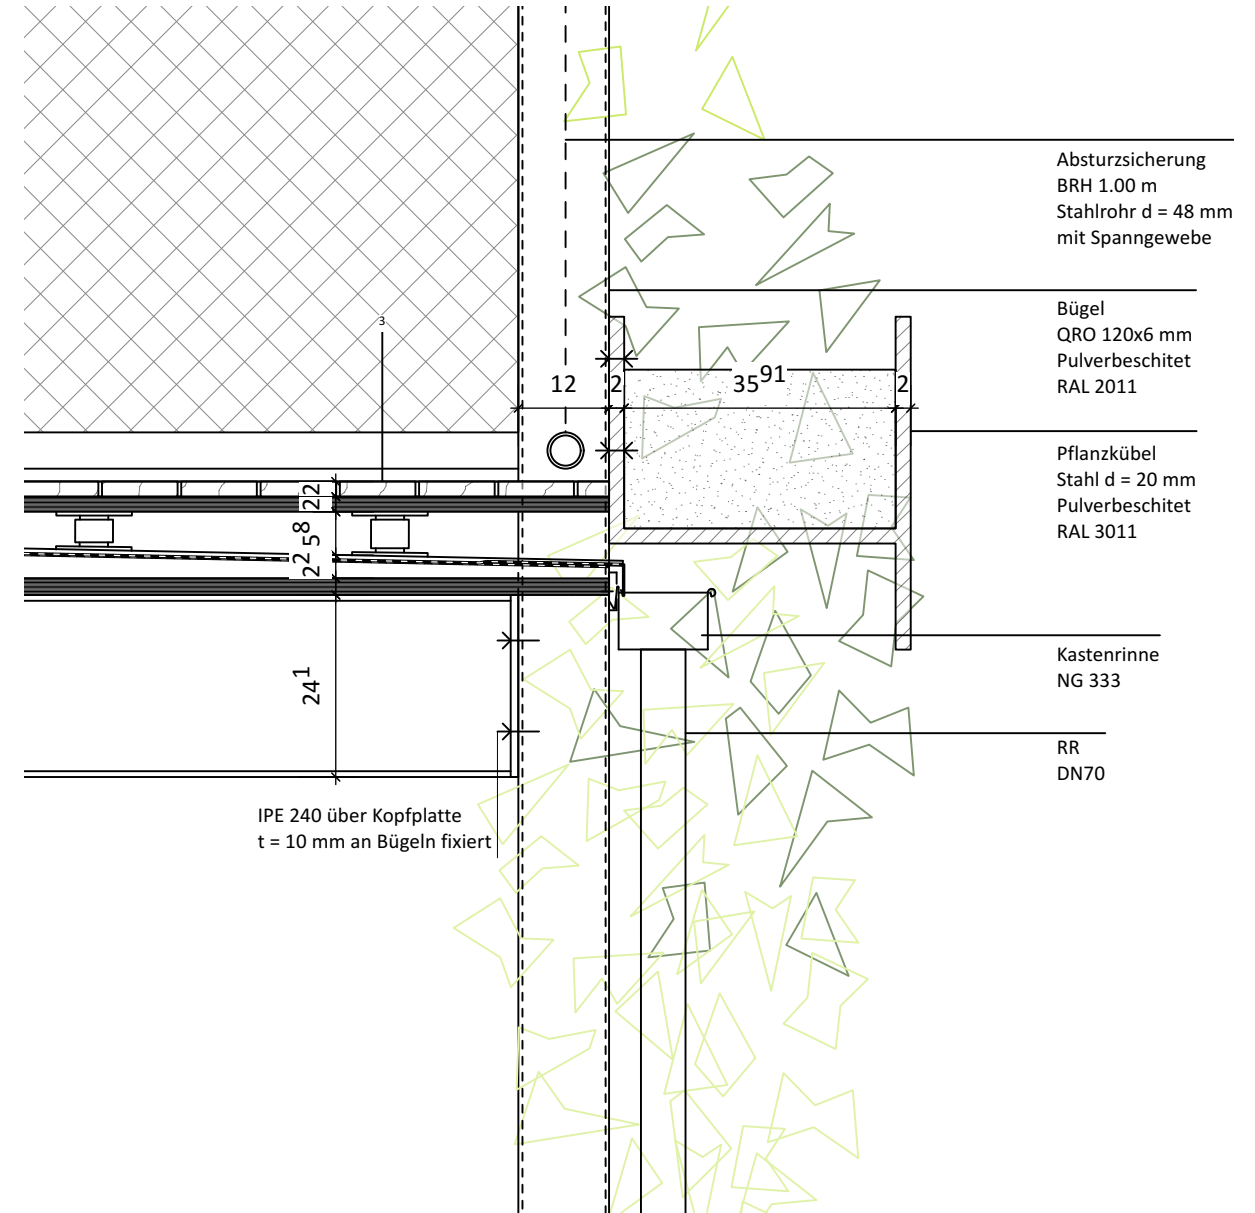 Absturzsicherung
BRH 1.00 m
Stahlrohr d = 48 mm
mit Spanngewebe
Bügel
QRO 120x6 mm
Pulverbeschitet
RAL 2011
3
12
2
35 91
2
Pflanzkübel
Stahl d = 20 mm
Pulverbeschitet
RAL 3011
2
2
5 8
2 2
24 1
Kastenrinne
NG 333
RR
DN70
IPE 240 über Kopfplatte
t = 10 mm an Bügeln fixiert